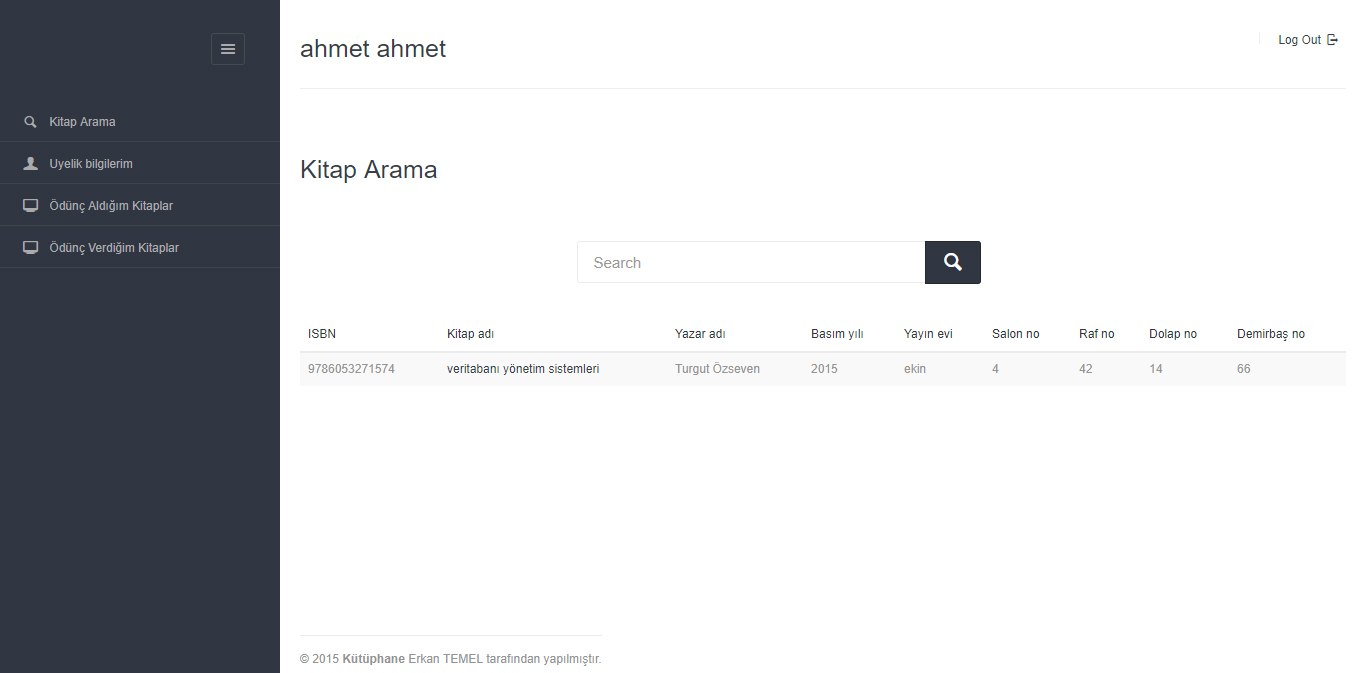 ahmet ahmet
Log Out
Kitap Arama
Uyelik bilgilerim
Ödünç Aldığım Kitaplar
Ödünç Verdiğim Kitaplar
Kitap Arama
Search
ISBN Kitap adı Yazar adı Basım yılı Yayın evi Salon no Raf no Dolap no Demirbaş no
9786053271574 veritabanı yönetim sistemleri Turgut Özseven 2015 ekin 4 42 14 66
© 2015 Kütüphane Erkan TEMEL tarafından yapılmıştır.